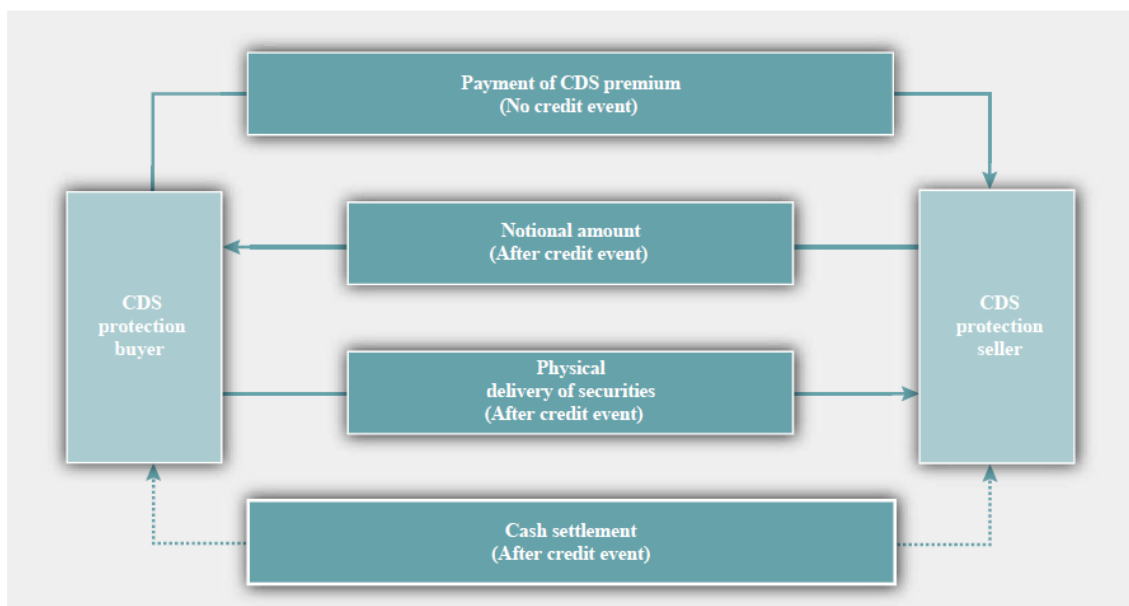 Payment of CDS premium
(No credit event)
Notional amount
(After credit event)
CDS
protection
buyer
CDS
protection
seller
Physical
delivery of securities
(After credit event)
Cash settlement
(After credit event)